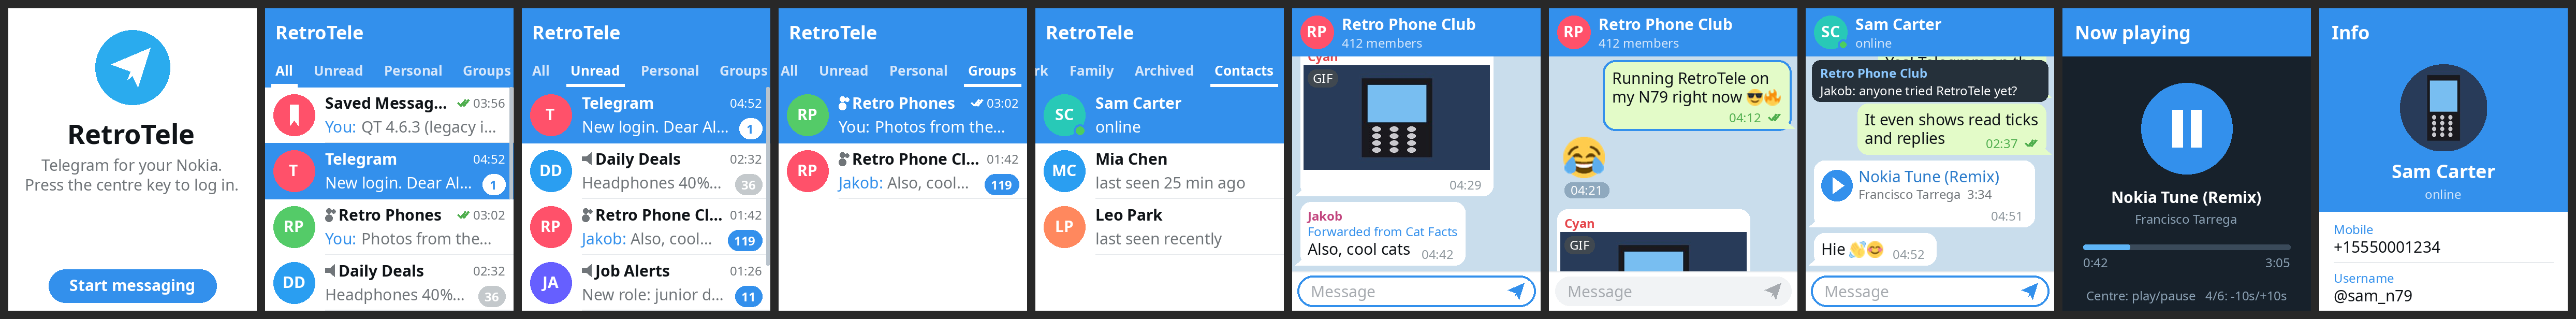 RetroTele
Telegram for your Nokia.
Press the centre key to log in.
Start messaging
RetroTele
All Unread Personal Groups
Saved Messag... 03:56
You: QT 4.6.3 (legacy i...
T Telegram 04:52
New login. Dear Al... 1
RP Retro Phones 03:02
You: Photos from the...
DD Daily Deals 02:32
Headphones 40%... 36
RetroTele
All Unread Personal Groups
T Telegram 04:52
New login. Dear Al... 1
DD Daily Deals 02:32
Headphones 40%... 36
RP Retro Phone Cl... 01:42
Jakob: Also, cool... 119
JA Job Alerts 01:26
New role: junior d... 11
RetroTele
All Unread Personal Groups
RP Retro Phones 03:02
You: Photos from the...
RP Retro Phone Cl... 01:42
Jakob: Also, cool... 119
RetroTele
rk Family Archived Contacts
SC Sam Carter
online
MC Mia Chen
last seen 25 min ago
LP Leo Park
last seen recently
RP Retro Phone Club
412 members
Cyan
GIF
04:29
Jakob
Forwarded from Cat Facts
Also, cool cats 04:42
Message
RP Retro Phone Club
412 members
Running RetroTele on
my N79 right now 😎🔥
04:12
😂
04:21
Cyan
GIF
Message
SC Sam Carter
online
Retro Phone Club
Jakob: anyone tried RetroTele yet?
It even shows read ticks
and replies 02:37
Nokia Tune (Remix)
Francisco Tarrega 3:34
04:51
Hie 👋😊 04:52
Message
Now playing
Nokia Tune (Remix)
Francisco Tarrega
0:42 3:05
Centre: play/pause 4/6: -10s/+10s
Info
Sam Carter
online
Mobile
+15550001234
Username
@sam_n79